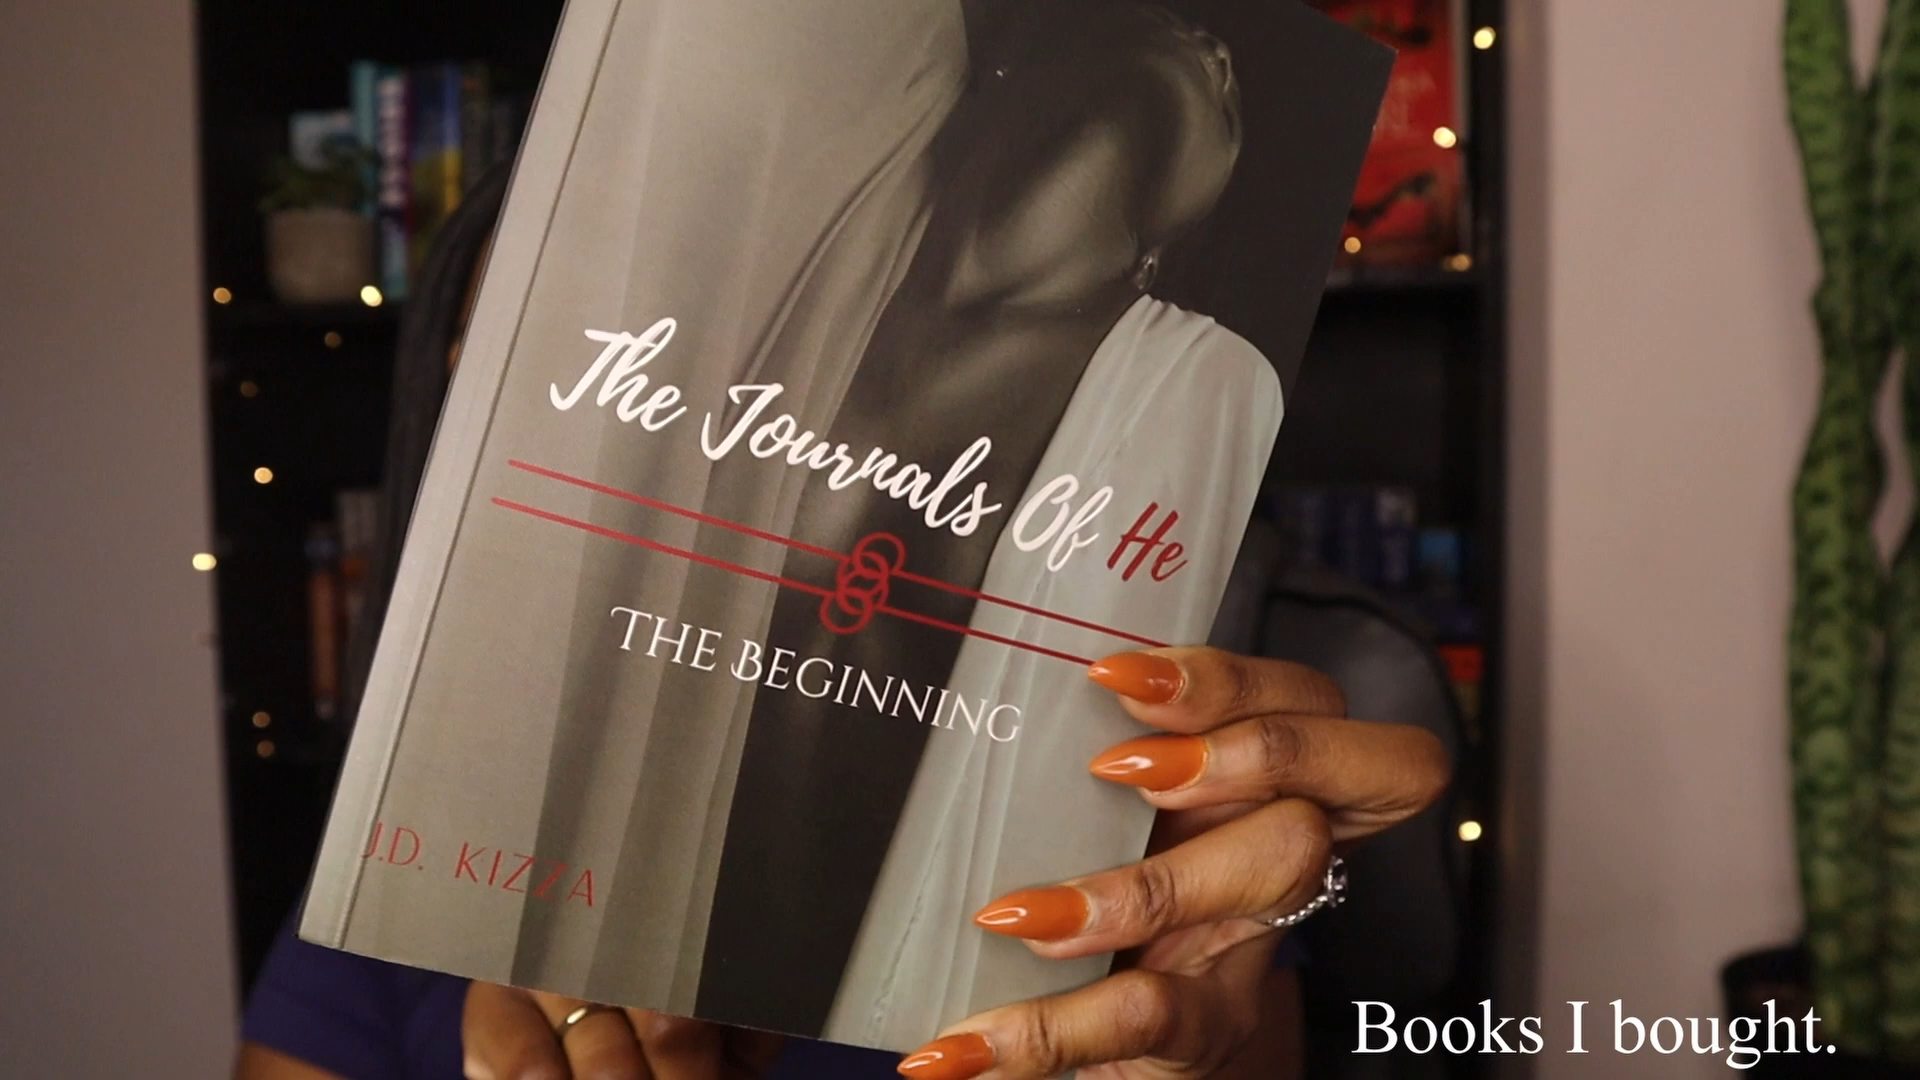 The Journals Of He
The Beginning
J.D. KIZZA
Books I bought.